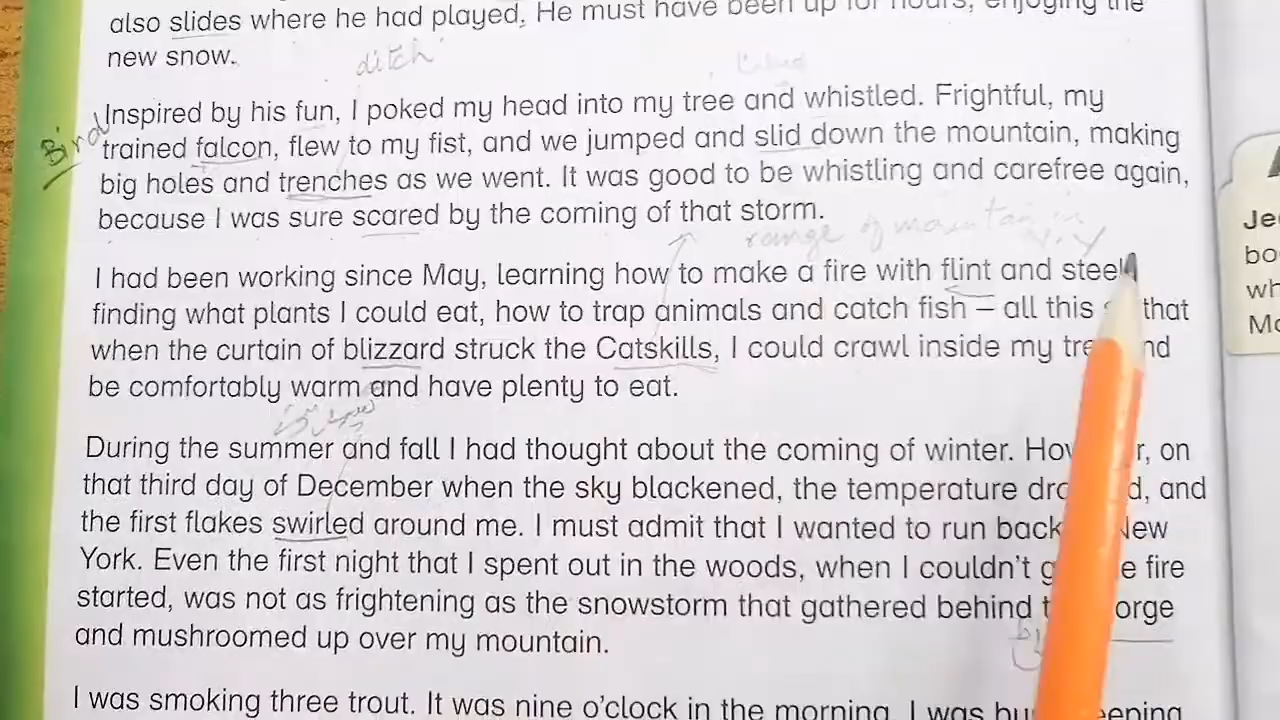 also slides where he had played. He must have been up for hours, enjoying the
new snow.
ditch
Bird
Inspired by his fun, I poked my head into my tree and whistled. Frightful, my
trained falcon, flew to my fist, and we jumped and slid down the mountain, making
big holes and trenches as we went. It was good to be whistling and carefree again,
because I was sure scared by the coming of that storm.
range of mountain in
N.Y
I had been working since May, learning how to make a fire with flint and steel
finding what plants I could eat, how to trap animals and catch fish – all this that
when the curtain of blizzard struck the Catskills, I could crawl inside my
be comfortably warm and have plenty to eat.
During the summer and fall I had thought about the coming of winter. on
that third day of December when the sky blackened, the temperature and
the first flakes swirled around me. I must admit that I wanted to run back New
York. Even the first night that I spent out in the woods, when I couldn't fire
started, was not as frightening as the snowstorm that gathered behind
and mushroomed up over my mountain.
I was smoking three trout. It was nine o'clock in the morning. I was
Je
bo
wh
Mo